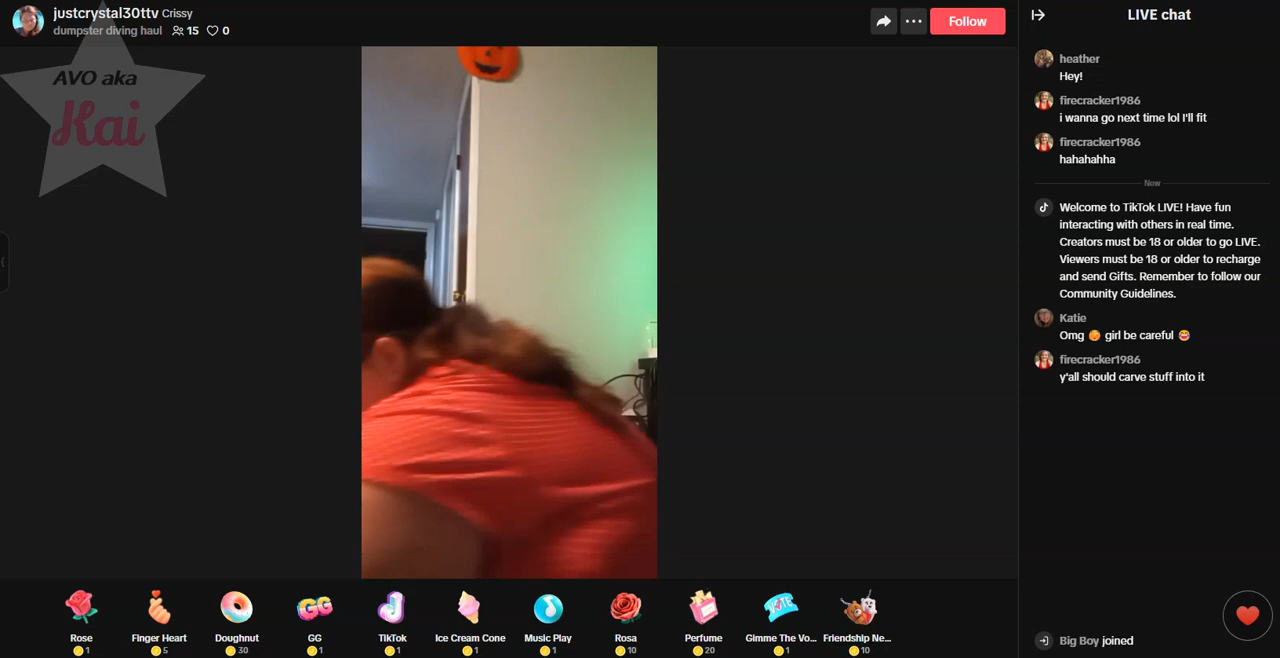 justcrystal30ttv Crissy
dumpster diving haul 15 0
Follow
LIVE chat
AVO aka
Kai
heather
Hey!
firecracker1986
i wanna go next time lol I'll fit
firecracker1986
hahahahha
New
Welcome to TikTok LIVE! Have fun
interacting with others in real time.
Creators must be 18 or older to go LIVE.
Viewers must be 18 or older to recharge
and send Gifts. Remember to follow our
Community Guidelines.
Katie
Omg 🥵 girl be careful 😂
firecracker1986
y'all should carve stuff into it
GG
Rose Finger Heart Doughnut GG TikTok Ice Cream Cone Music Play Rosa Perfume GImme The Vo... Friendship Ne...
1 5 30 1 1 1 1 10 20 1 10
Big Boy joined